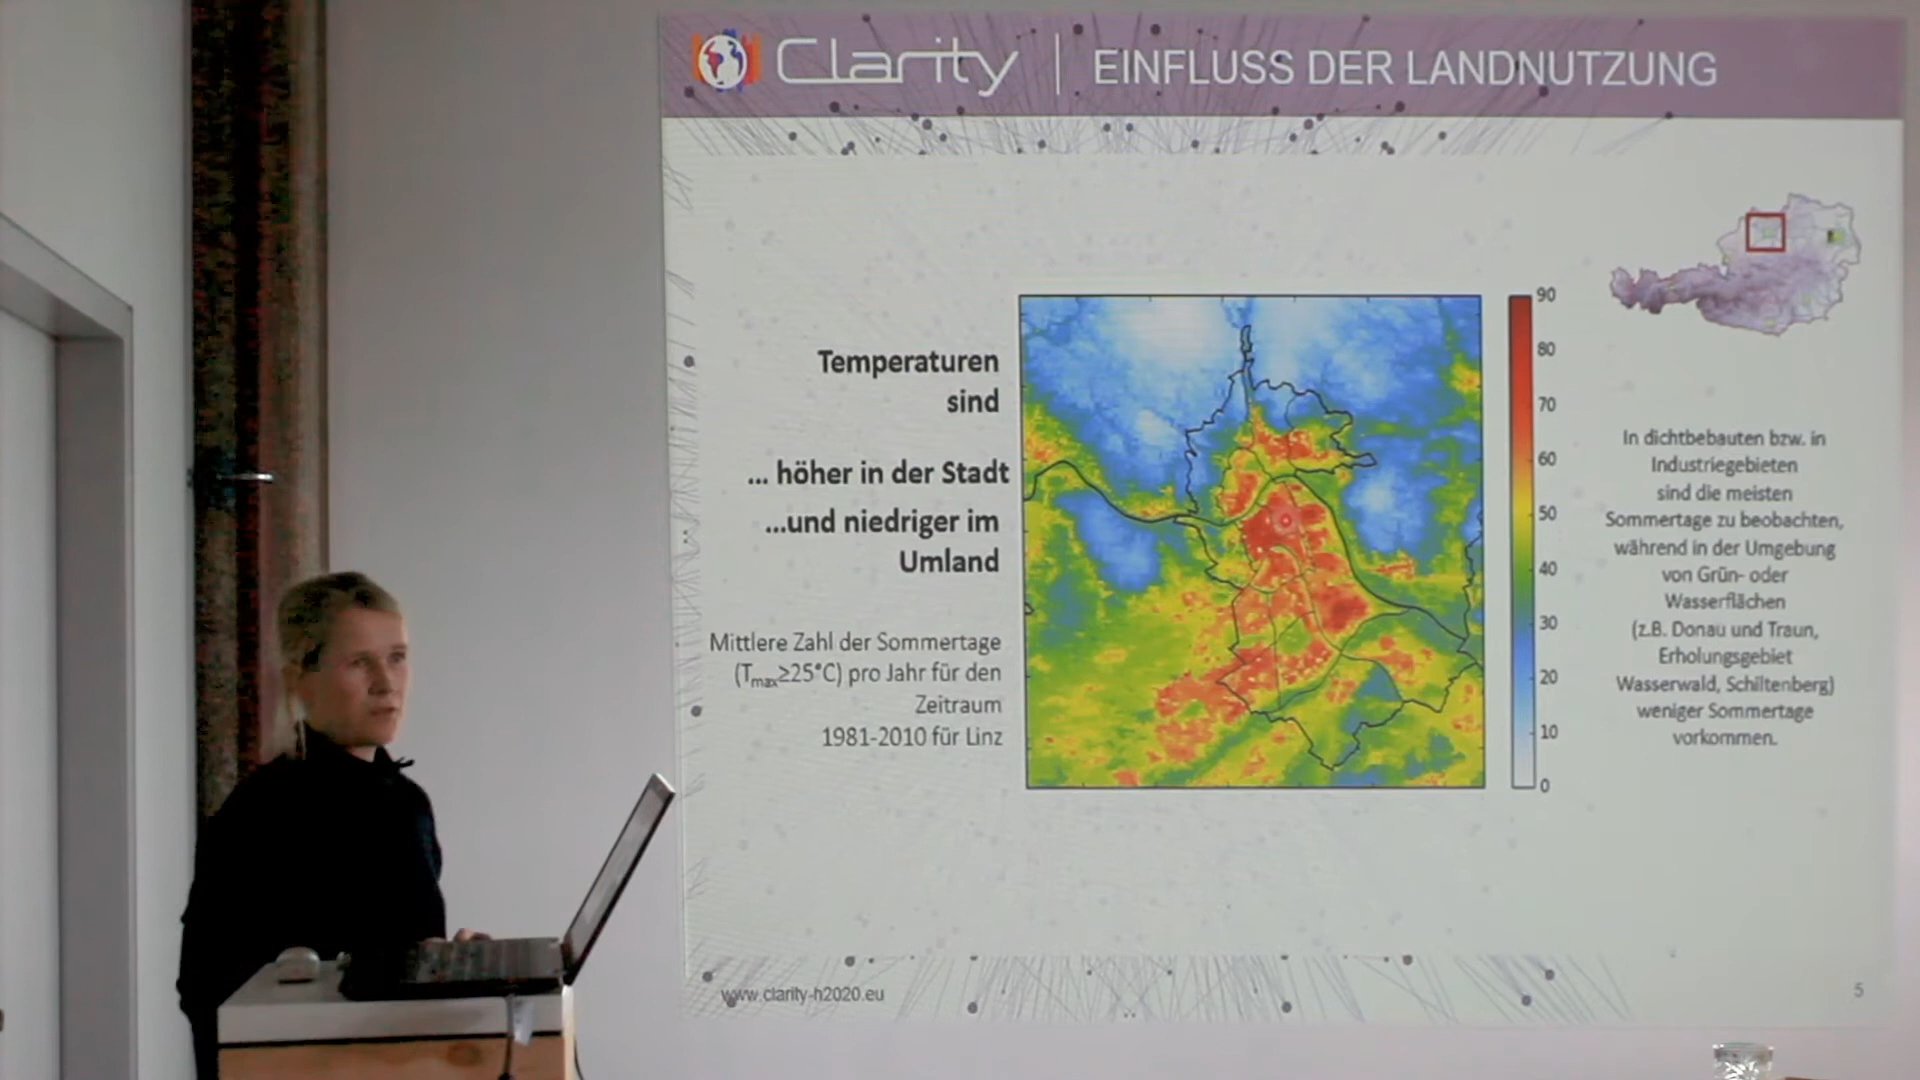 Clarity | EINFLUSS DER LANDNUTZUNG
Temperaturen
sind
... höher in der Stadt
...und niedriger im
Umland
Mittlere Zahl der Sommertage
(Tmax≥25°C) pro Jahr für den
Zeitraum
1981-2010 für Linz
90
80
70
60
50
40
30
20
10
0
In dichtbebauten bzw. in
Industriegebieten
sind die meisten
Sommertage zu beobachten,
während in der Umgebung
von Grün- oder
Wasserflächen
(z.B. Donau und Traun,
Erholungsgebiet
Wasserwald, Schiltenberg)
weniger Sommertage
vorkommen.
www.clarity-h2020.eu
5